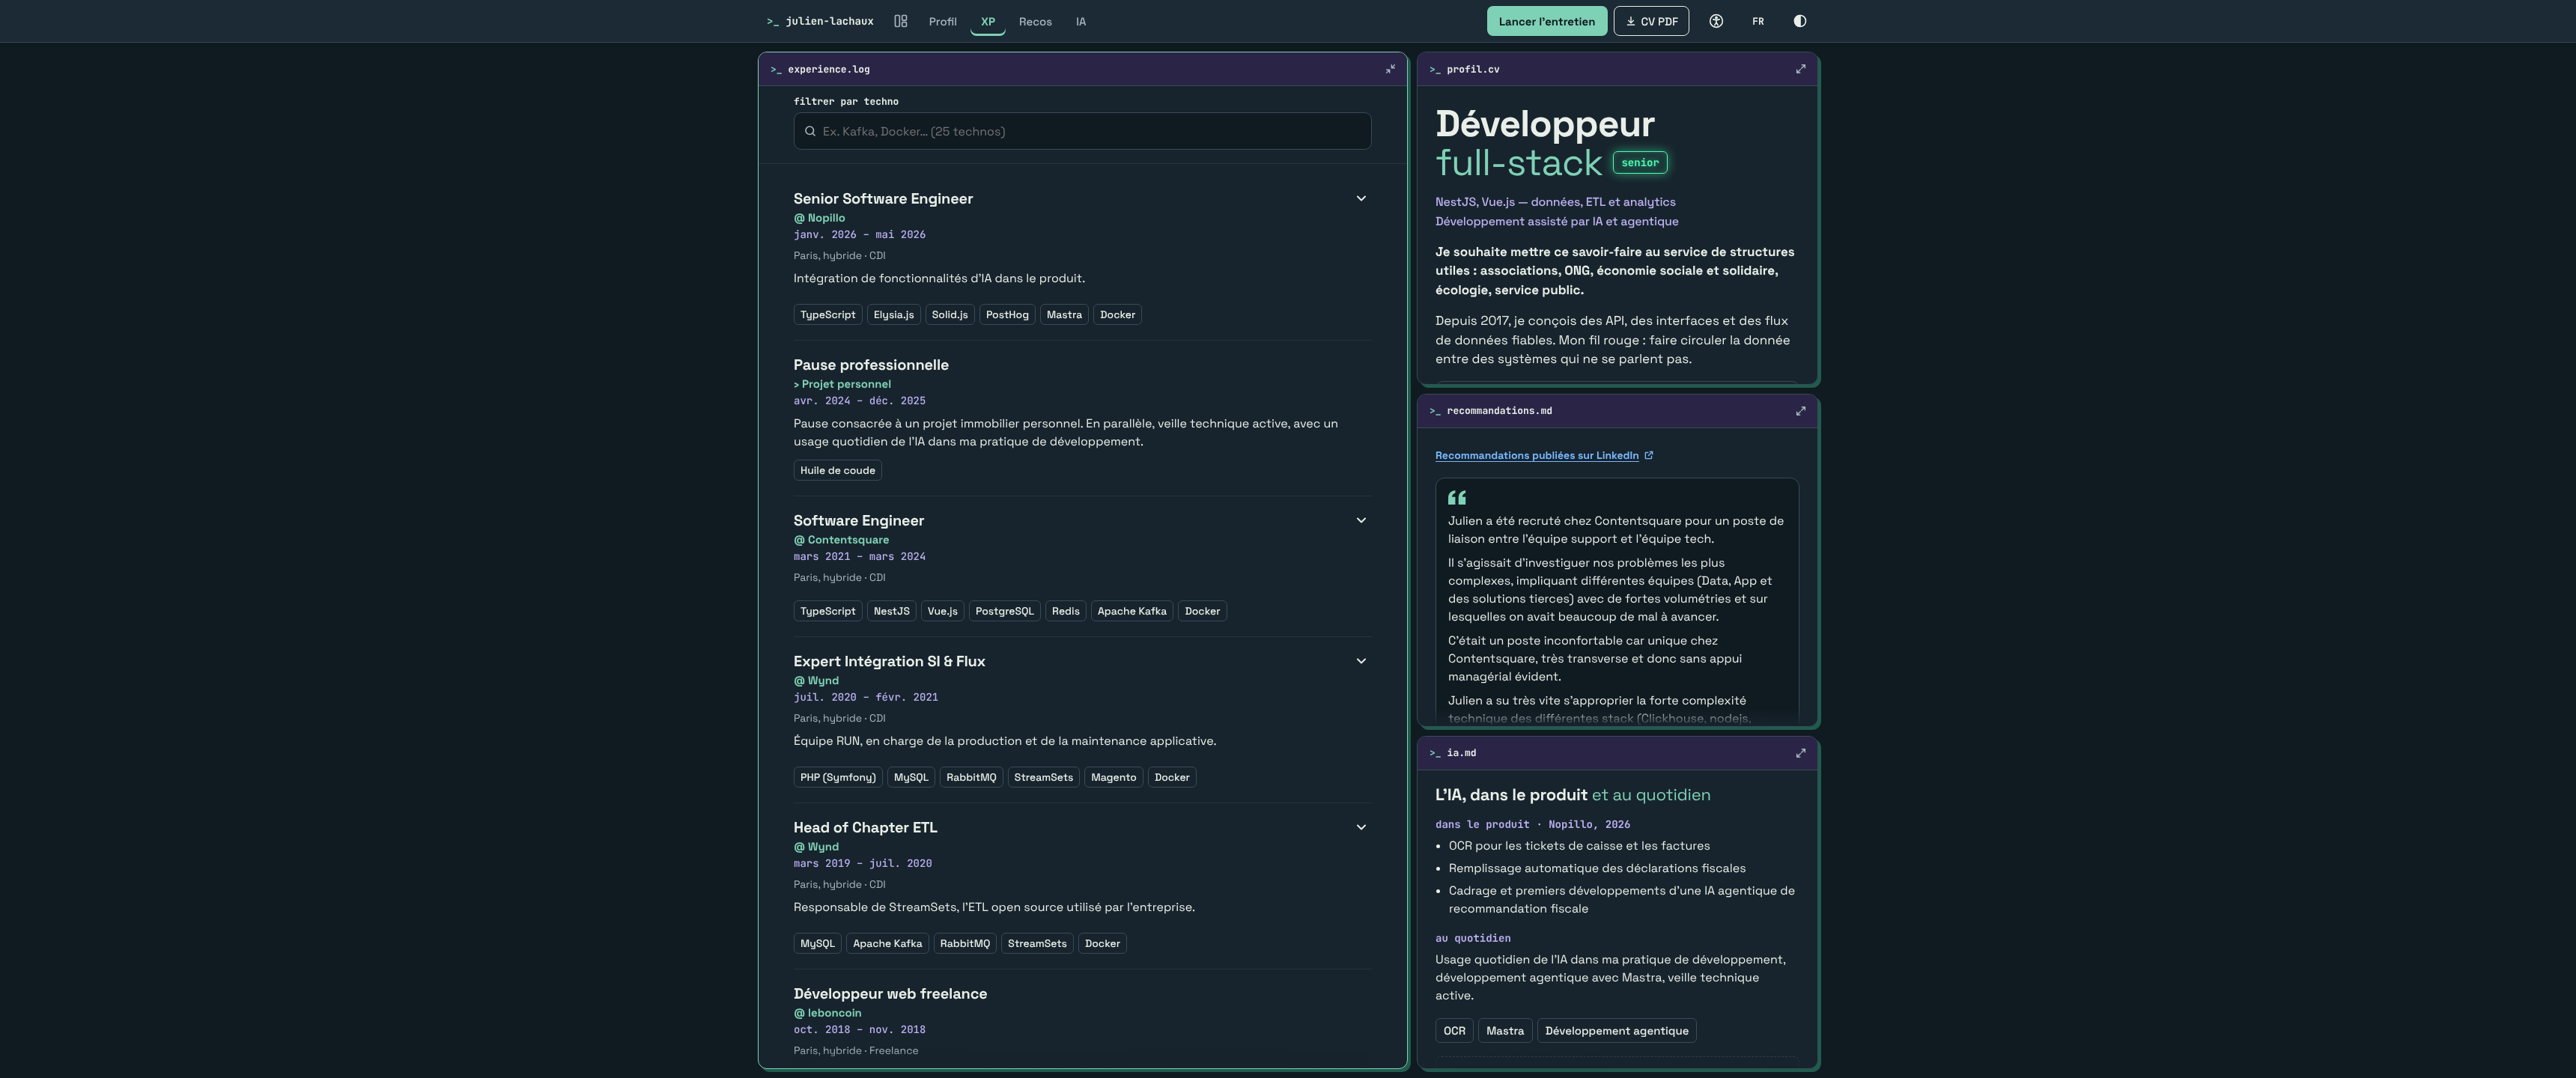 >_ julien-lachaux
Profil
XP
Recos
IA
Lancer l'entretien
CV PDF
FR
>_ experience.log
filtrer par techno
Ex. Kafka, Docker… (25 technos)
Senior Software Engineer
@ Nopillo
janv. 2026 – mai 2026
Paris, hybride · CDI
Intégration de fonctionnalités d'IA dans le produit.
TypeScript
Elysia.js
Solid.js
PostHog
Mastra
Docker
Pause professionnelle
> Projet personnel
avr. 2024 – déc. 2025
Pause consacrée à un projet immobilier personnel. En parallèle, veille technique active, avec un
usage quotidien de l'IA dans ma pratique de développement.
Huile de coude
Software Engineer
@ Contentsquare
mars 2021 – mars 2024
Paris, hybride · CDI
TypeScript
NestJS
Vue.js
PostgreSQL
Redis
Apache Kafka
Docker
Expert Intégration SI & Flux
@ Wynd
juil. 2020 – févr. 2021
Paris, hybride · CDI
Équipe RUN, en charge de la production et de la maintenance applicative.
PHP (Symfony)
MySQL
RabbitMQ
StreamSets
Magento
Docker
Head of Chapter ETL
@ Wynd
mars 2019 – juil. 2020
Paris, hybride · CDI
Responsable de StreamSets, l'ETL open source utilisé par l'entreprise.
MySQL
Apache Kafka
RabbitMQ
StreamSets
Docker
Développeur web freelance
@ leboncoin
oct. 2018 – nov. 2018
Paris, hybride · Freelance
>_ profil.cv
Développeur
full-stack senior
NestJS, Vue.js — données, ETL et analytics
Développement assisté par IA et agentique
Je souhaite mettre ce savoir-faire au service de structures
utiles : associations, ONG, économie sociale et solidaire,
écologie, service public.
Depuis 2017, je conçois des API, des interfaces et des flux
de données fiables. Mon fil rouge : faire circuler la donnée
entre des systèmes qui ne se parlent pas.
>_ recommandations.md
Recommandations publiées sur LinkedIn
Julien a été recruté chez Contentsquare pour un poste de
liaison entre l'équipe support et l'équipe tech.
Il s'agissait d'investiguer nos problèmes les plus
complexes, impliquant différentes équipes (Data, App et
des solutions tierces) avec de fortes volumétries et sur
lesquelles on avait beaucoup de mal à avancer.
C'était un poste inconfortable car unique chez
Contentsquare, très transverse et donc sans appui
managérial évident.
Julien a su très vite s'approprier la forte complexité
technique des différentes stack (Clickhouse, nodejs,
>_ ia.md
L'IA, dans le produit et au quotidien
dans le produit · Nopillo, 2026
• OCR pour les tickets de caisse et les factures
• Remplissage automatique des déclarations fiscales
• Cadrage et premiers développements d'une IA agentique de
recommandation fiscale
au quotidien
Usage quotidien de l'IA dans ma pratique de développement,
développement agentique avec Mastra, veille technique
active.
OCR
Mastra
Développement agentique